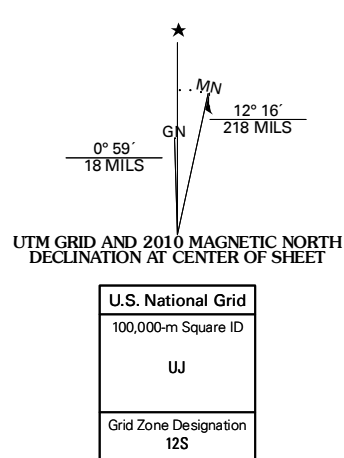 MN
GN
12° 16´
218 MILS
0° 59´
18 MILS
UTM GRID AND 2010 MAGNETIC NORTH
DECLINATION AT CENTER OF SHEET
U.S. National Grid
100,000-m Square ID
UJ
Grid Zone Designation
12S